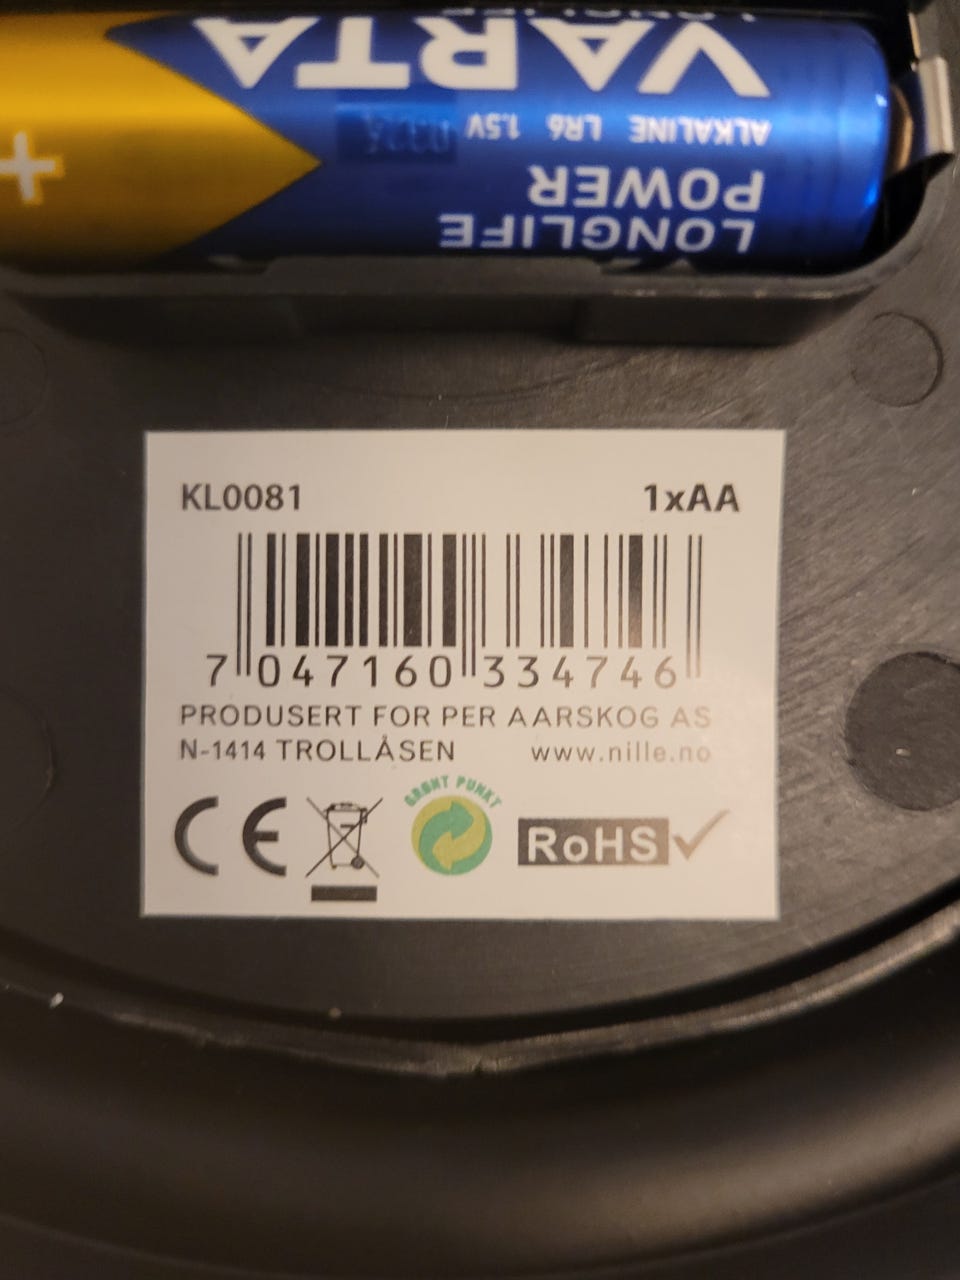 VARTA
ALKALINE LR6 1.5V
LONGLIFE
POWER
+
KL0081
1xAA
7 047160 334746
PRODUSERT FOR PER AARSKOG AS
N-1414 TROLLÅSEN www.nille.no
GRØNT PUNKT
CE
RoHS